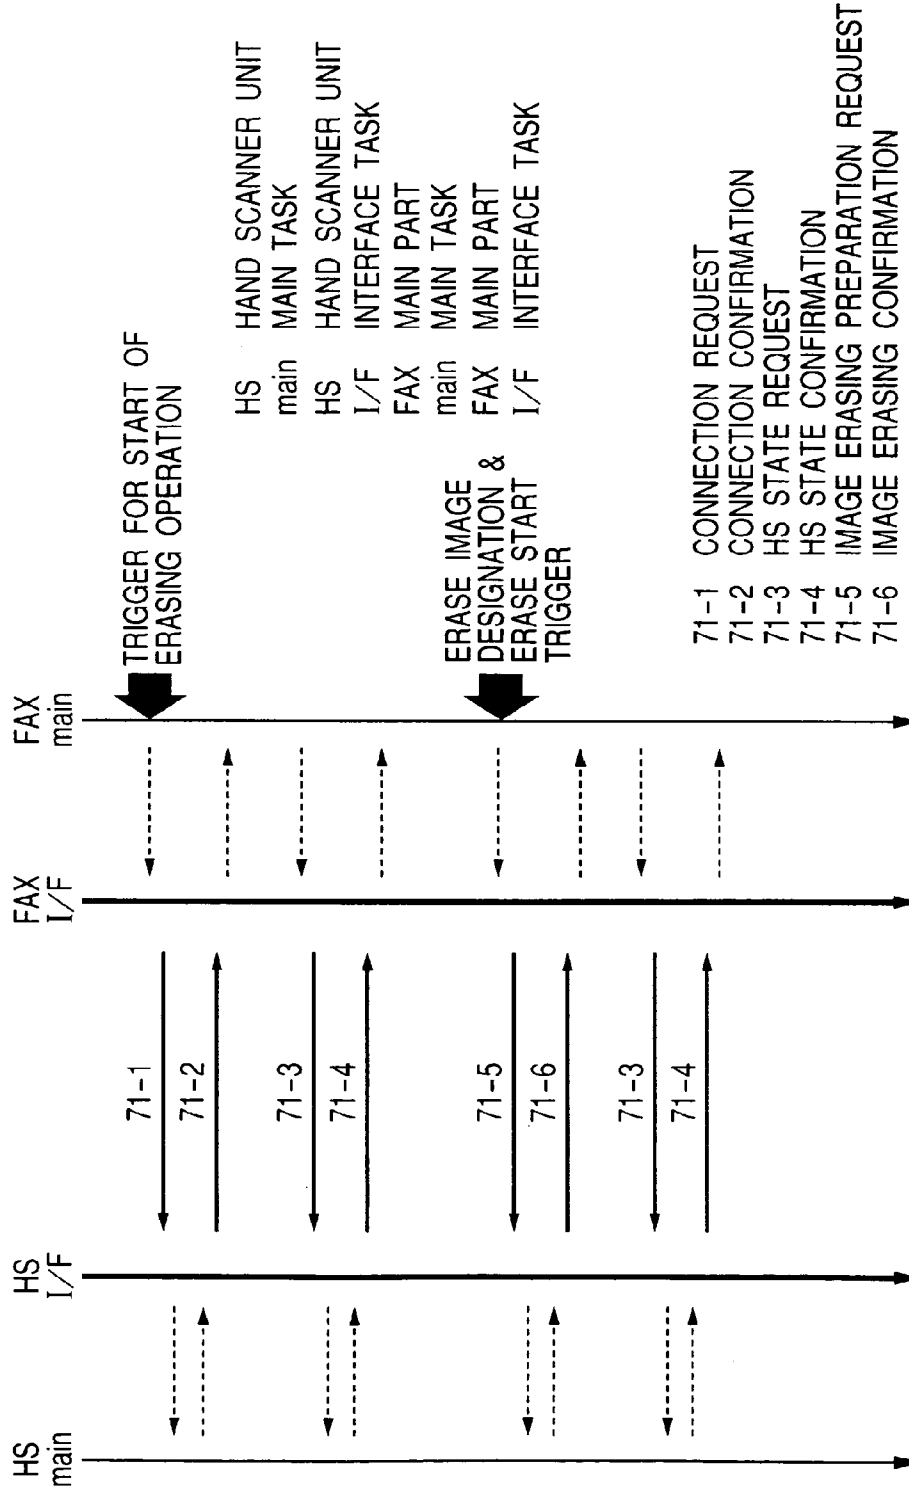 HS
main
HS
I/F
FAX
I/F
FAX
main
71-1
71-2
71-3
71-4
71-5
71-6
71-3
71-4
TRIGGER FOR START OF
ERASING OPERATION
ERASE IMAGE
DESIGNATION &
ERASE START
TRIGGER
HS HAND SCANNER UNIT
main MAIN TASK
HS HAND SCANNER UNIT
I/F INTERFACE TASK
FAX MAIN PART
main MAIN TASK
FAX MAIN PART
I/F INTERFACE TASK
71-1 CONNECTION REQUEST
71-2 CONNECTION CONFIRMATION
71-3 HS STATE REQUEST
71-4 HS STATE CONFIRMATION
71-5 IMAGE ERASING PREPARATION REQUEST
71-6 IMAGE ERASING CONFIRMATION